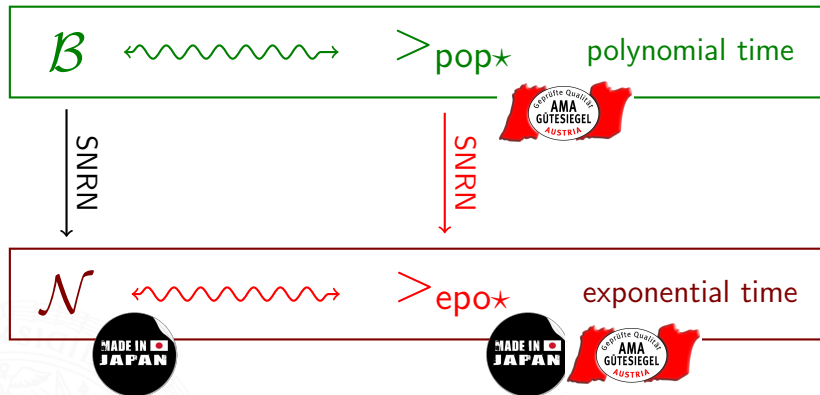 ℬ >pop⋆ polynomial time
Geprüfte Qualität
AMA
GÜTESIEGEL
AUSTRIA
SNRN
SNRN
𝒩 >epo⋆ exponential time
MADE IN
JAPAN
MADE IN
JAPAN
Geprüfte Qualität
AMA
GÜTESIEGEL
AUSTRIA